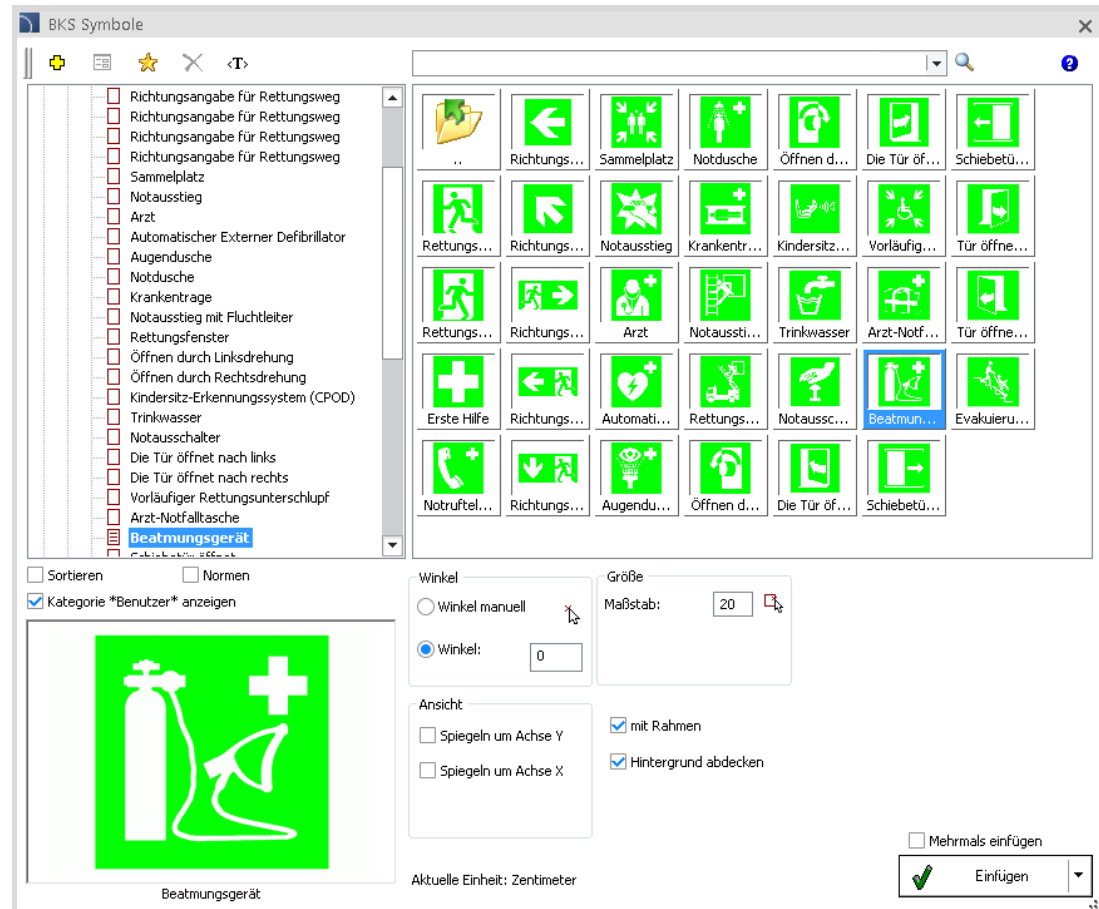 BKS Symbole
<T>
Richtungsangabe für Rettungsweg
Richtungsangabe für Rettungsweg
Richtungsangabe für Rettungsweg
Richtungsangabe für Rettungsweg
Sammelplatz
Notausstieg
Arzt
Automatischer Externer Defibrillator
Augendusche
Notdusche
Krankentrage
Notausstieg mit Fluchtleiter
Rettungsfenster
Öffnen durch Linksdrehung
Öffnen durch Rechtsdrehung
Kindersitz-Erkennungssystem (CPOD)
Trinkwasser
Notausschalter
Die Tür öffnet nach links
Die Tür öffnet nach rechts
Vorläufiger Rettungsunterschlupf
Arzt-Notfalltasche
Beatmungsgerät
.. Richtungs... Sammelplatz Notdusche Öffnen d... Die Tür öf... Schiebetü...
Rettungs... Richtungs... Notausstieg Krankentr... Kindersitz... Vorläufig... Tür öffne...
Rettungs... Richtungs... Arzt Notaussti... Trinkwasser Arzt-Notf... Tür öffne...
Erste Hilfe Richtungs... Automati... Rettungs... Notaussc... Beatmun... Evakuieru...
Notruftel... Richtungs... Augendu... Öffnen d... Die Tür öf... Schiebetü...
Sortieren Normen
Kategorie *Benutzer* anzeigen
Beatmungsgerät
Winkel
Winkel manuell
Winkel: 0
Größe
Maßstab: 20
Ansicht
Spiegeln um Achse Y
Spiegeln um Achse X
mit Rahmen
Hintergrund abdecken
Aktuelle Einheit: Zentimeter
Mehrmals einfügen
Einfügen